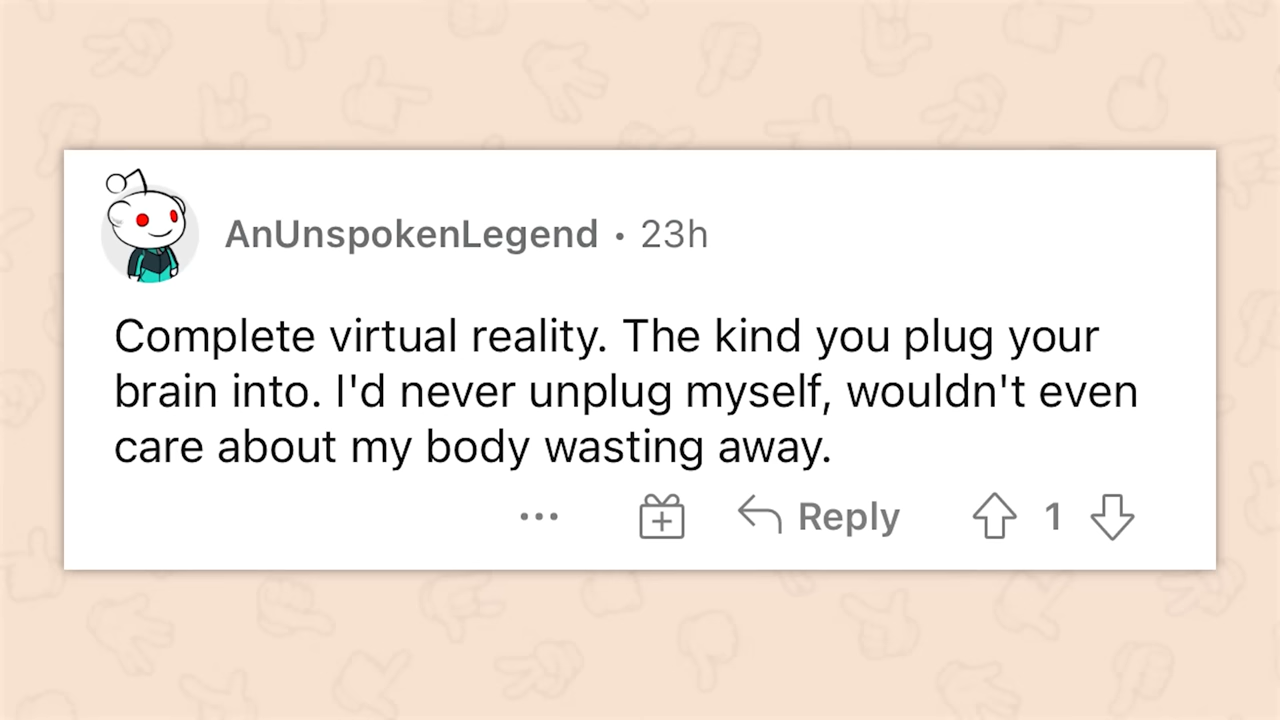 AnUnspokenLegend · 23h
Complete virtual reality. The kind you plug your
brain into. I'd never unplug myself, wouldn't even
care about my body wasting away.
Reply 1